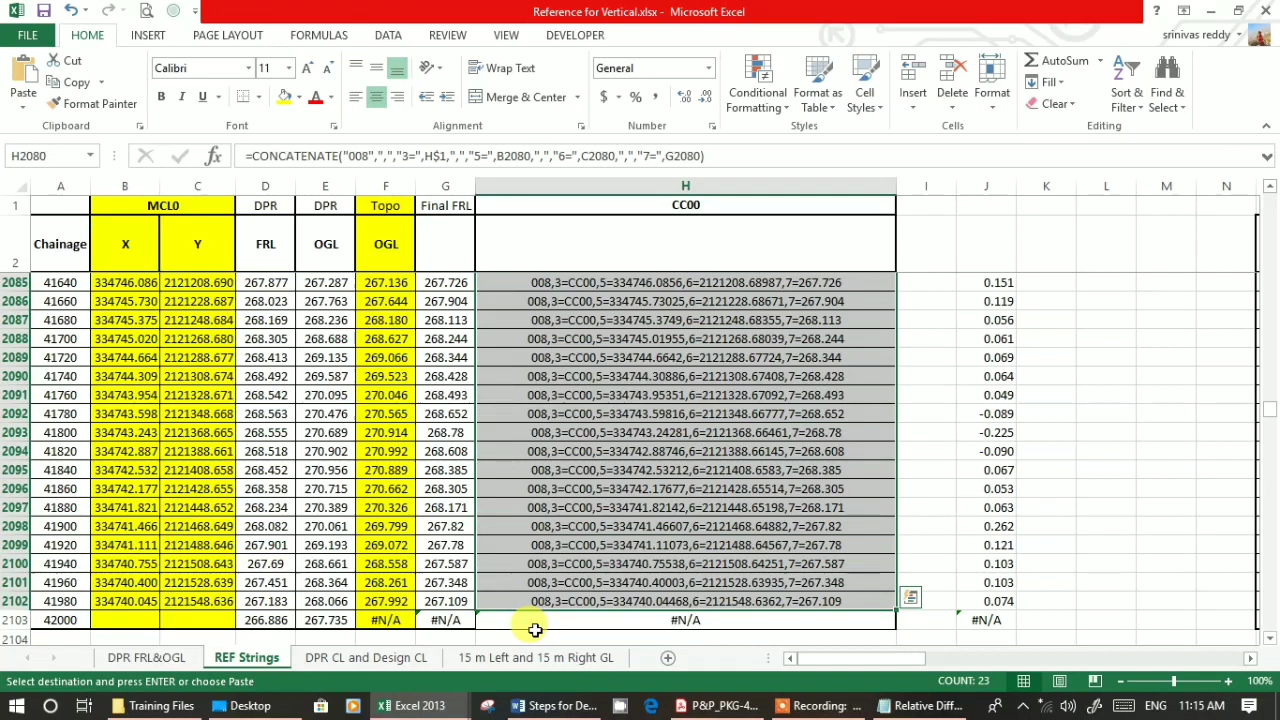 Reference for Vertical.xlsx - Microsoft Excel
FILE HOME INSERT PAGE LAYOUT FORMULAS DATA REVIEW VIEW DEVELOPER srinivas reddy
Paste Cut Copy Format Painter Clipboard
Calibri 11 B I U A Font
Wrap Text Merge & Center Alignment
General $ % , Number
Conditional Formatting Format as Table Cell Styles Styles
Insert Delete Format Cells
AutoSum Fill Clear Sort & Filter Find & Select Editing
H2080 fx =CONCATENATE("008",",","3=",H$1,",","5=",B2080,",","6=",C2080,",","7=",G2080)
A B C D E F G H I J K L M N
1 MCL0 DPR DPR Topo Final FRL CC00
2 Chainage X Y FRL OGL OGL
2085 41640 334746.086 2121208.690 267.877 267.287 267.136 267.726 008,3=CC00,5=334746.0856,6=2121208.68987,7=267.726 0.151
2086 41660 334745.730 2121228.687 268.023 267.763 267.644 267.904 008,3=CC00,5=334745.73025,6=2121228.68671,7=267.904 0.119
2087 41680 334745.375 2121248.684 268.169 268.236 268.180 268.113 008,3=CC00,5=334745.3749,6=2121248.68355,7=268.113 0.056
2088 41700 334745.020 2121268.680 268.305 268.688 268.627 268.244 008,3=CC00,5=334745.01955,6=2121268.68039,7=268.244 0.061
2089 41720 334744.664 2121288.677 268.413 269.135 269.066 268.344 008,3=CC00,5=334744.6642,6=2121288.67724,7=268.344 0.069
2090 41740 334744.309 2121308.674 268.492 269.587 269.523 268.428 008,3=CC00,5=334744.30886,6=2121308.67408,7=268.428 0.064
2091 41760 334743.954 2121328.671 268.542 270.095 270.046 268.493 008,3=CC00,5=334743.95351,6=2121328.67092,7=268.493 0.049
2092 41780 334743.598 2121348.668 268.563 270.476 270.565 268.652 008,3=CC00,5=334743.59816,6=2121348.66777,7=268.652 -0.089
2093 41800 334743.243 2121368.665 268.555 270.689 270.914 268.78 008,3=CC00,5=334743.24281,6=2121368.66461,7=268.78 -0.225
2094 41820 334742.887 2121388.661 268.518 270.902 270.992 268.608 008,3=CC00,5=334742.88746,6=2121388.66145,7=268.608 -0.090
2095 41840 334742.532 2121408.658 268.452 270.956 270.889 268.385 008,3=CC00,5=334742.53212,6=2121408.6583,7=268.385 0.067
2096 41860 334742.177 2121428.655 268.358 270.715 270.662 268.305 008,3=CC00,5=334742.17677,6=2121428.65514,7=268.305 0.053
2097 41880 334741.821 2121448.652 268.236 270.389 270.326 268.171 008,3=CC00,5=334741.82142,6=2121448.65198,7=268.171 0.063
2098 41900 334741.466 2121468.649 268.082 270.061 269.799 267.82 008,3=CC00,5=334741.46607,6=2121468.64882,7=267.82 0.262
2099 41920 334741.111 2121488.646 267.901 269.193 269.072 267.78 008,3=CC00,5=334741.11073,6=2121488.64567,7=267.78 0.121
2100 41940 334740.755 2121508.643 267.69 268.661 268.558 267.587 008,3=CC00,5=334740.75538,6=2121508.64251,7=267.587 0.103
2101 41960 334740.400 2121528.639 267.451 268.364 268.261 267.348 008,3=CC00,5=334740.40003,6=2121528.63935,7=267.348 0.103
2102 41980 334740.045 2121548.636 267.183 268.066 267.992 267.109 008,3=CC00,5=334740.04468,6=2121548.6362,7=267.109 0.074
2103 42000 266.886 267.735 #N/A #N/A #N/A #N/A
2104
DPR FRL&OGL REF Strings DPR CL and Design CL 15 m Left and 15 m Right GL
Select destination and press ENTER or choose Paste COUNT: 23 100%
Training Files Desktop Excel 2013 Steps for De... P&P_PKG-4... Recording: ... Relative Diff... 11:15 AM